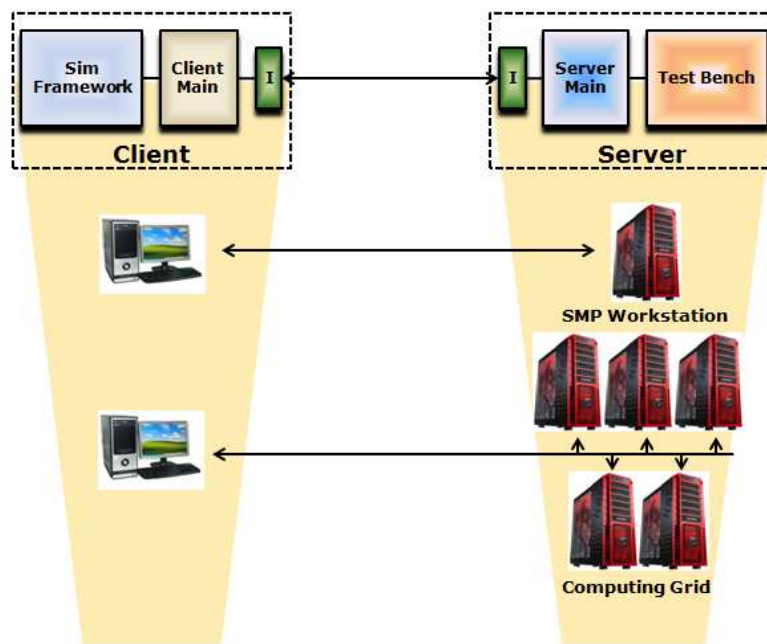 Sim
Framework
Client
Main
I
I
Server
Main
Test Bench
Client
Server
SMP Workstation
Computing Grid